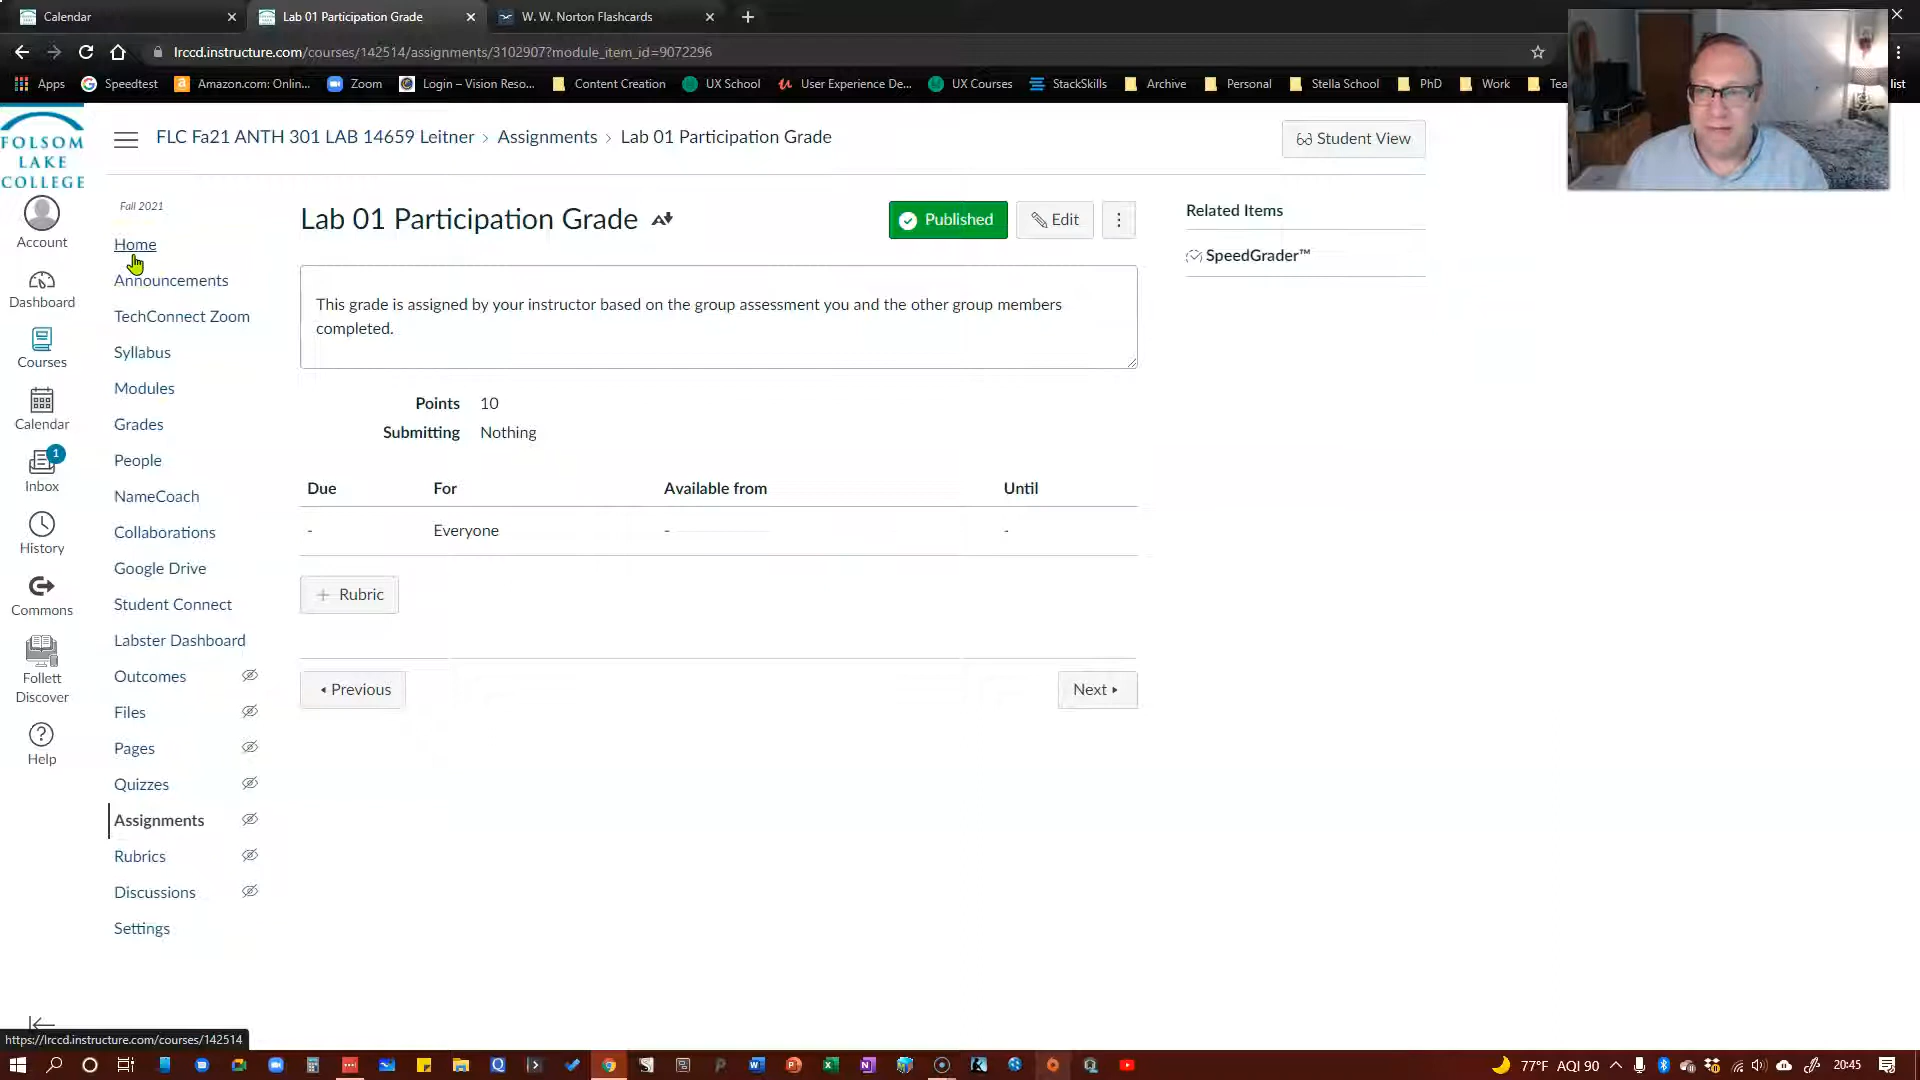 Calendar
Lab 01 Participation Grade
W. W. Norton Flashcards
lrccd.instructure.com/courses/142514/assignments/3102907?module_item_id=9072296
Apps
Speedtest
Amazon.com: Onlin...
Zoom
Login – Vision Reso...
Content Creation
UX School
User Experience De...
UX Courses
StackSkills
Archive
Personal
Stella School
PhD
Work
Tea
list
FOLSOM
LAKE
COLLEGE
FLC Fa21 ANTH 301 LAB 14659 Leitner › Assignments › Lab 01 Participation Grade
Student View
Account
Dashboard
Courses
Calendar
1
Inbox
History
Commons
Follett
Discover
Help
Fall 2021
Home
Announcements
TechConnect Zoom
Syllabus
Modules
Grades
People
NameCoach
Collaborations
Google Drive
Student Connect
Labster Dashboard
Outcomes
Files
Pages
Quizzes
Assignments
Rubrics
Discussions
Settings
Lab 01 Participation Grade
Published
Edit
This grade is assigned by your instructor based on the group assessment you and the other group members
completed.
Points 10
Submitting Nothing
Due For Available from Until
- Everyone - -
+ Rubric
Previous
Next
Related Items
SpeedGrader™
https://lrccd.instructure.com/courses/142514
77°F AQI 90
20:45